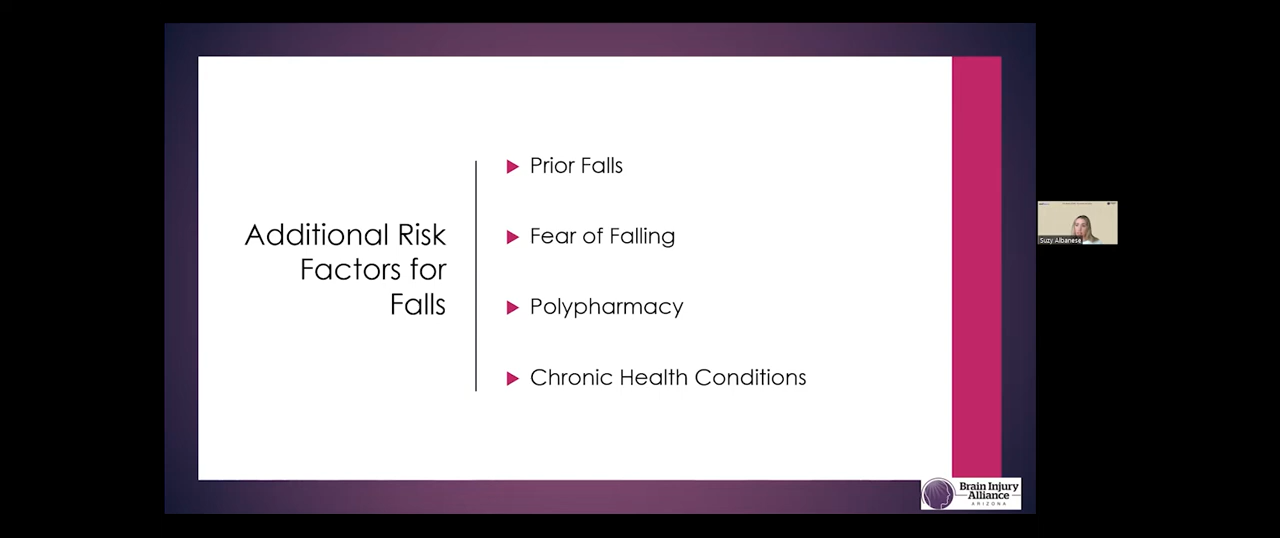 Additional Risk
Factors for
Falls
Prior Falls
Fear of Falling
Polypharmacy
Chronic Health Conditions
Suzy Albanese
Brain Injury
Alliance
ARIZONA